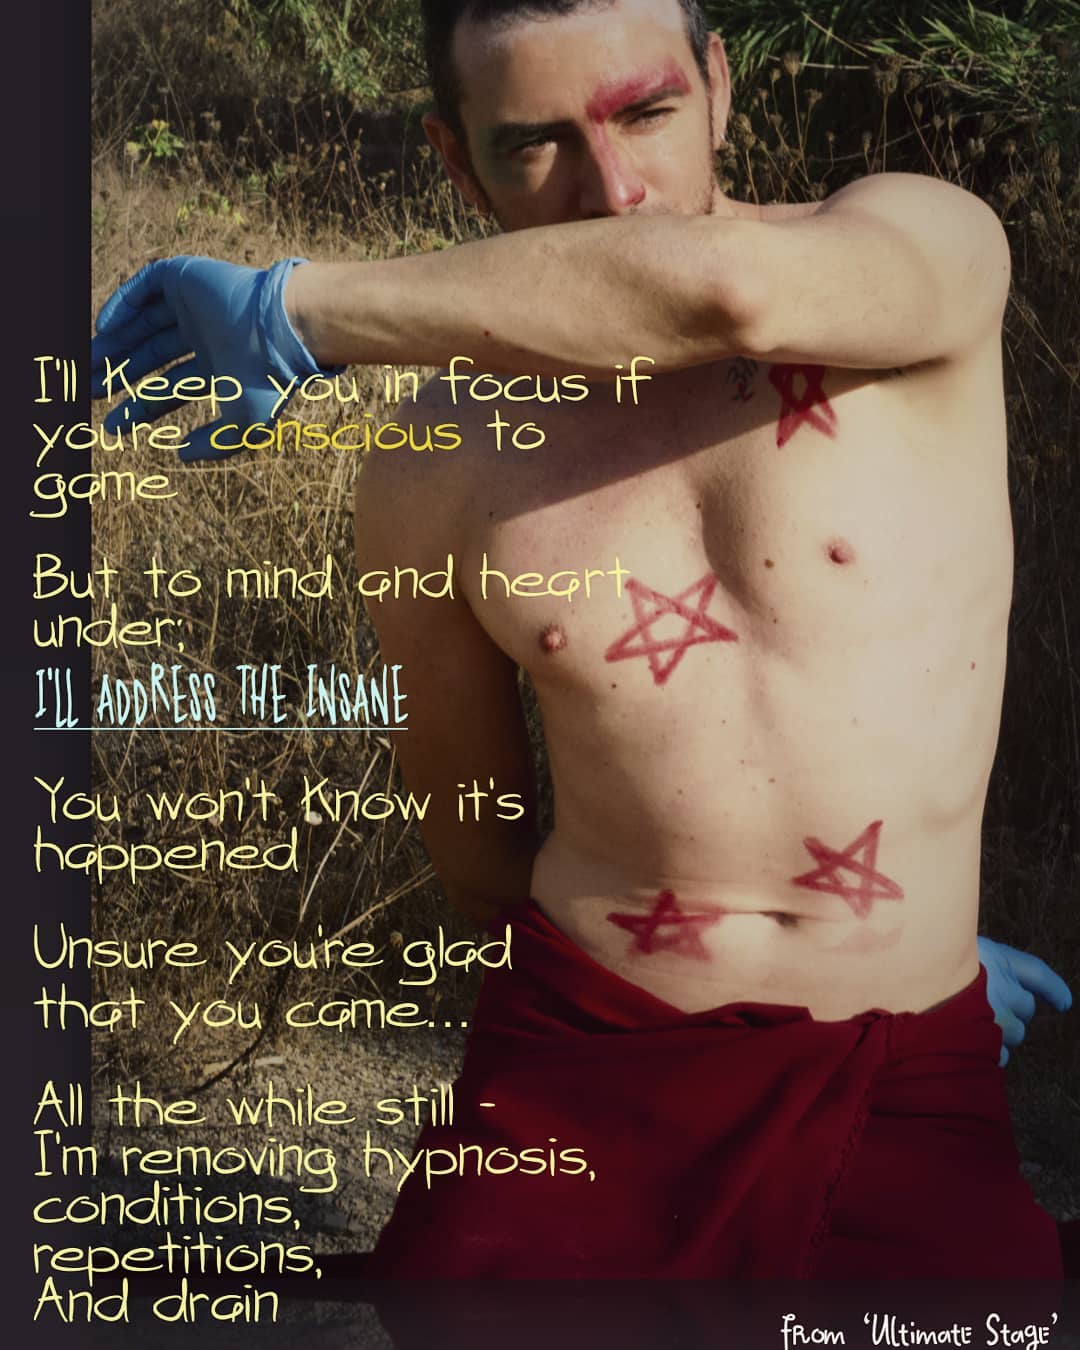 I'll Keep you in focus if
you're conscious to
game
But to mind and heart
under;
I'LL ADDRESS THE INSANE
You won't Know it's
happened
Unsure you're glad
that you came...
All the while still -
I'm removing hypnosis,
conditions,
repetitions,
And drain
from 'Ultimate Stage'